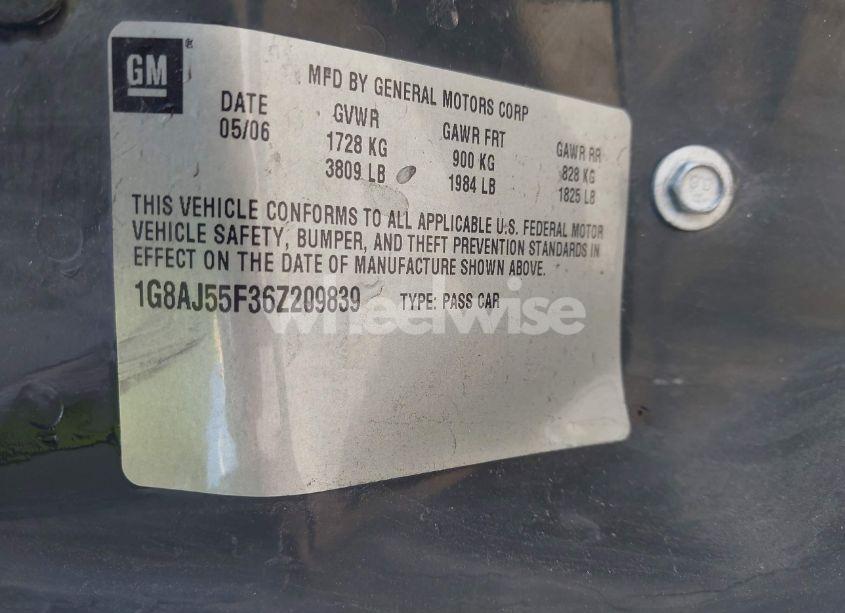 GM®
MFD BY GENERAL MOTORS CORP
DATE GVWR GAWR FRT GAWR RR
05/06 1728 KG 900 KG 828 KG
3809 LB 1984 LB 1825 LB
THIS VEHICLE CONFORMS TO ALL APPLICABLE U.S. FEDERAL MOTOR
VEHICLE SAFETY, BUMPER, AND THEFT PREVENTION STANDARDS IN
EFFECT ON THE DATE OF MANUFACTURE SHOWN ABOVE.
1G8AJ55F36Z209839 TYPE: PASS CAR
wheelwise